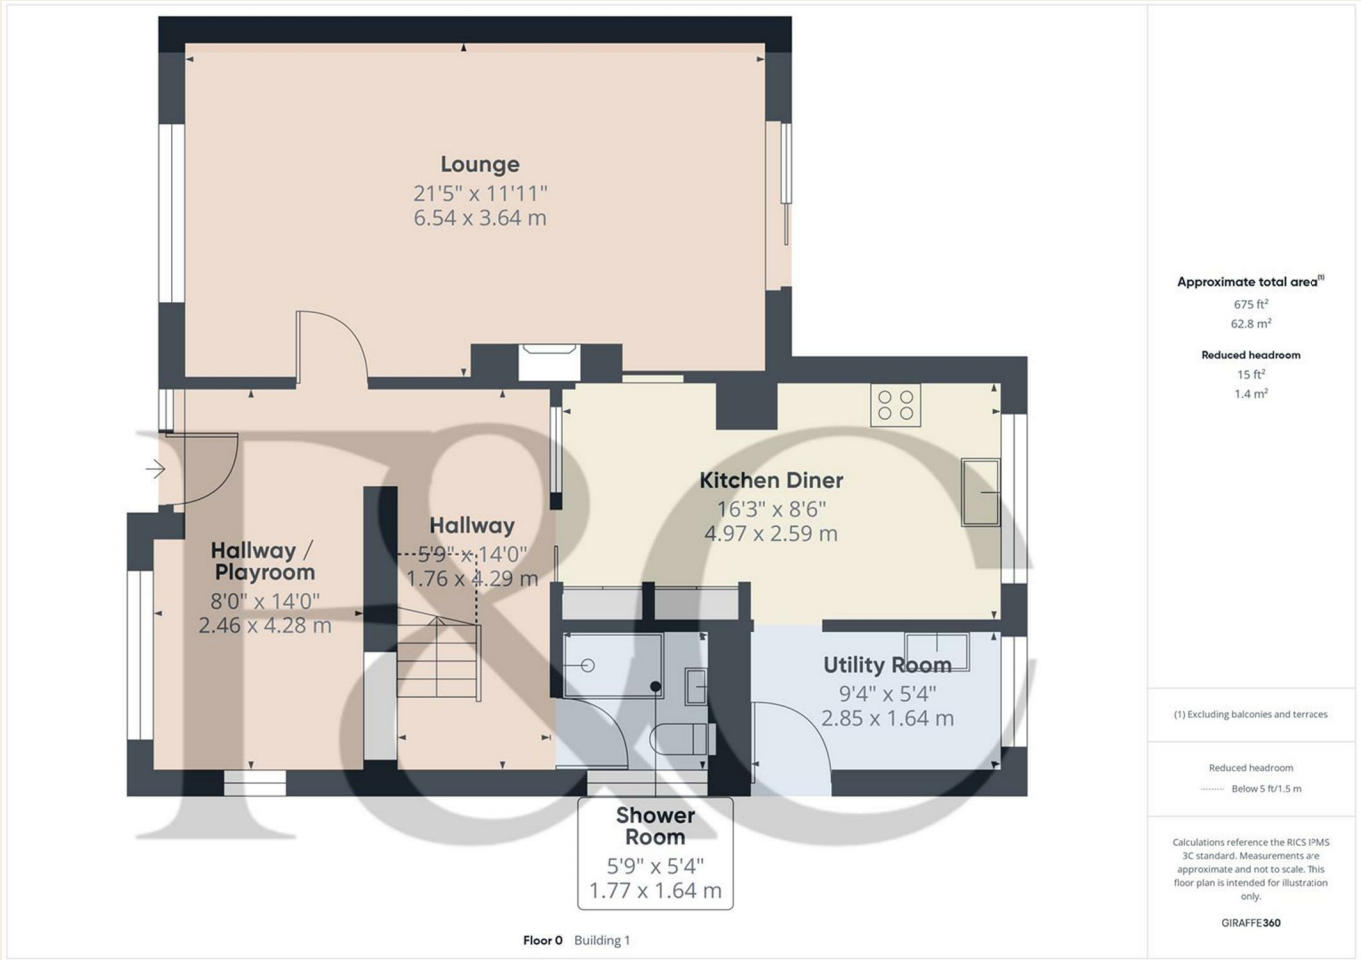 Lounge
21'5" x 11'11"
6.54 x 3.64 m
Kitchen Diner
16'3" x 8'6"
4.97 x 2.59 m
Hallway
5'9" x 14'0"
1.76 x 4.29 m
Hallway /
Playroom
8'0" x 14'0"
2.46 x 4.28 m
Utility Room
9'4" x 5'4"
2.85 x 1.64 m
Shower
Room
5'9" x 5'4"
1.77 x 1.64 m
F&C
Floor 0 Building 1
Approximate total area(1)
675 ft²
62.8 m²
Reduced headroom
15 ft²
1.4 m²
(1) Excluding balconies and terraces
Reduced headroom
Below 5 ft/1.5 m
Calculations reference the RICS IPMS
3C standard. Measurements are
approximate and not to scale. This
floor plan is intended for illustration
only.
GIRAFFE360